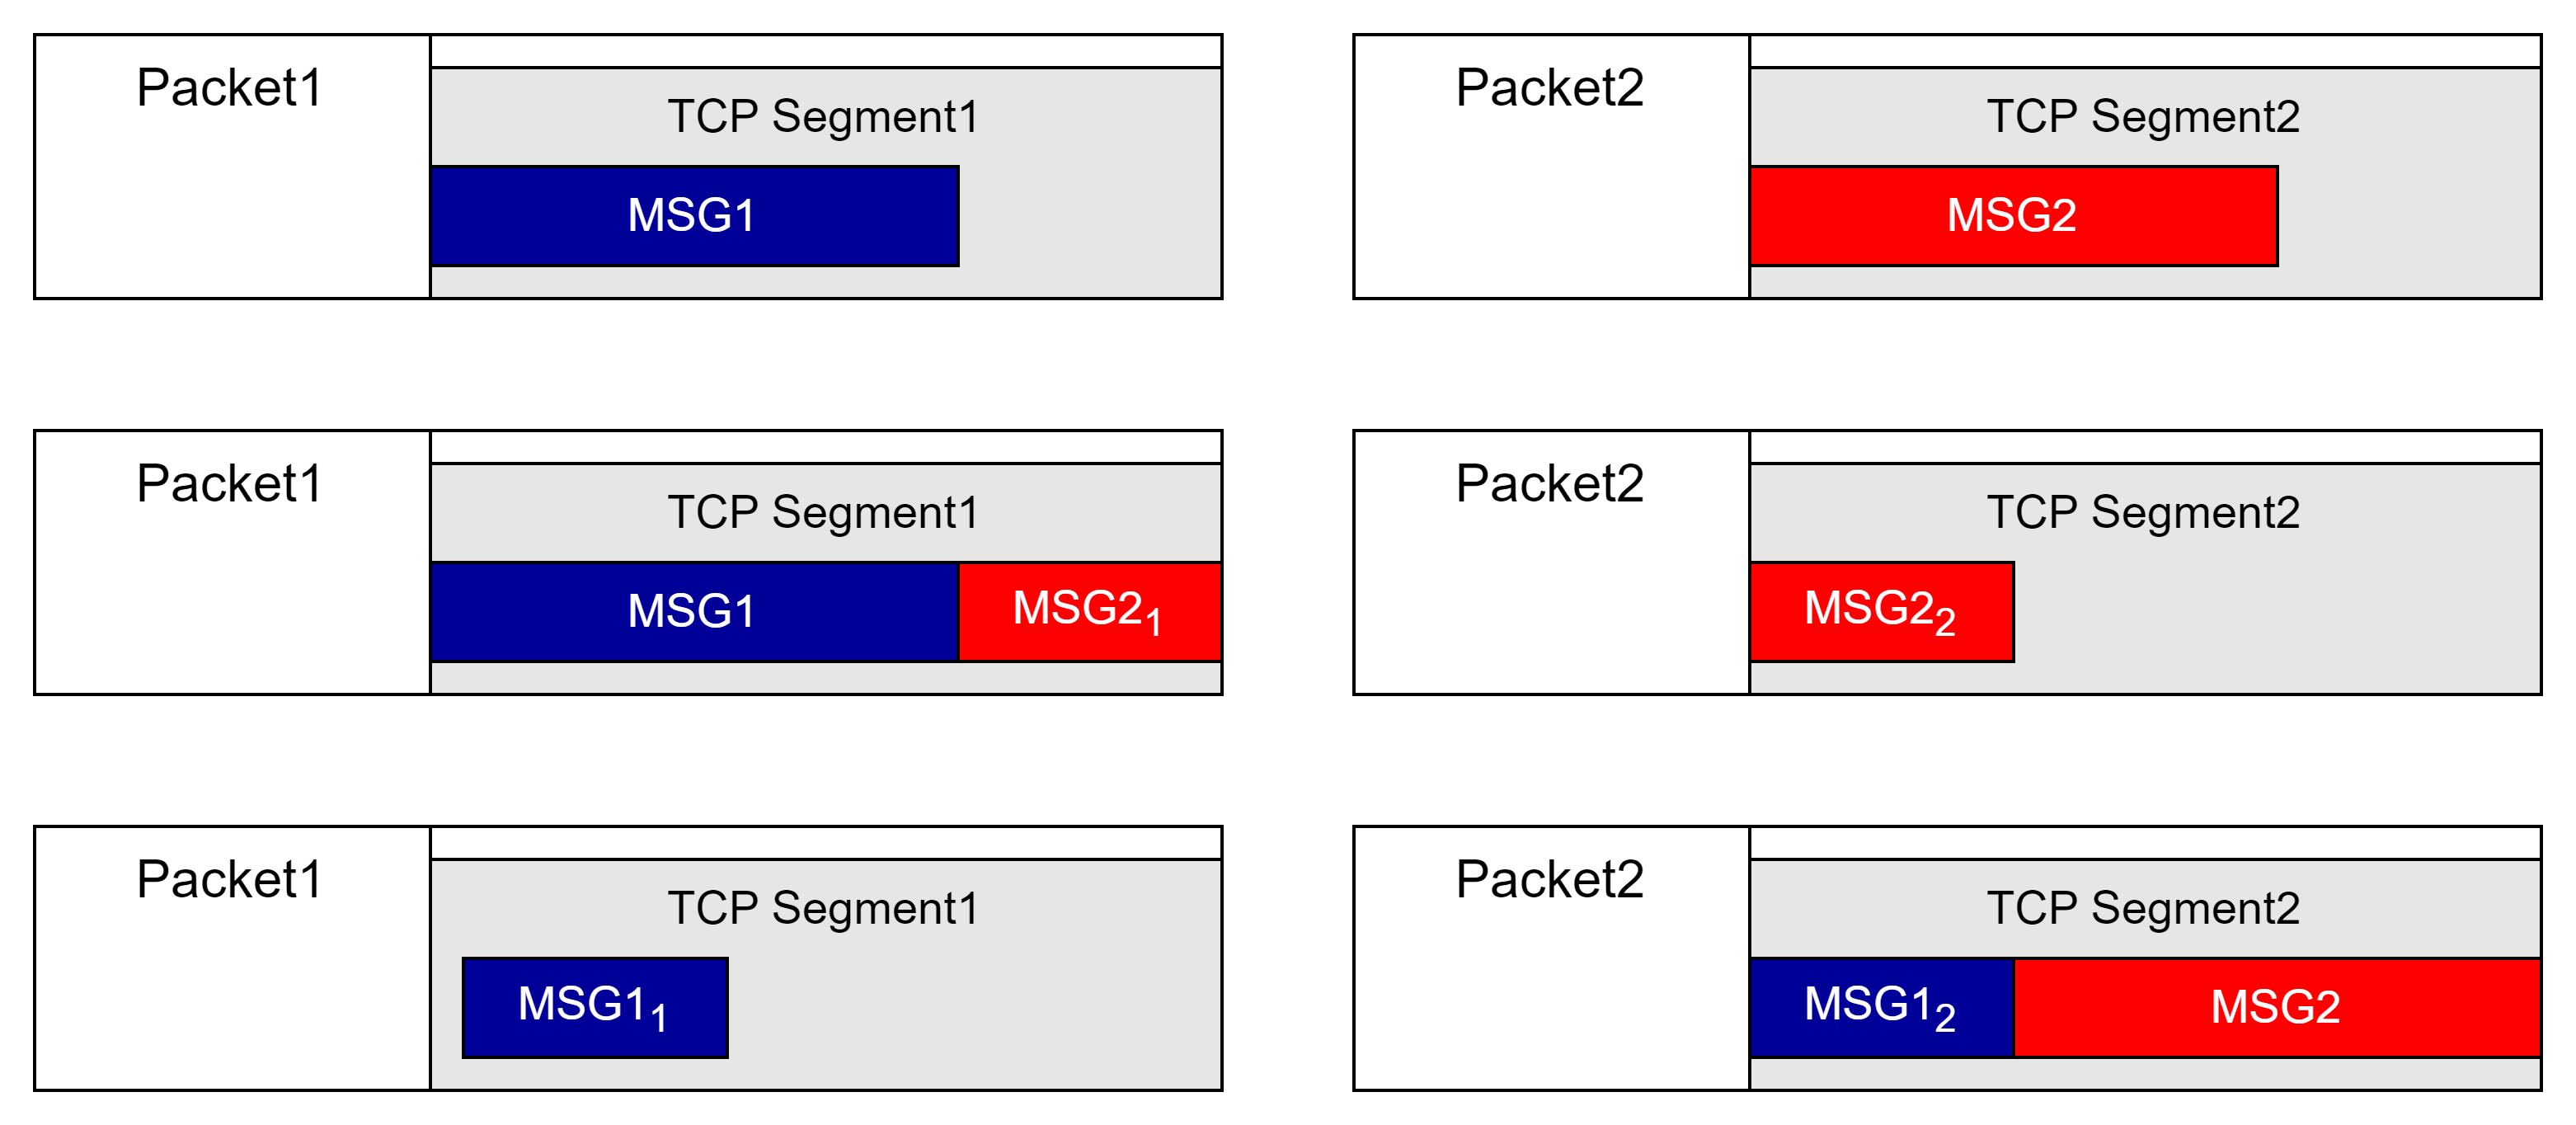 Packet1
TCP Segment1
MSG1
Packet2
TCP Segment2
MSG2
Packet1
TCP Segment1
MSG1 MSG2₁
Packet2
TCP Segment2
MSG2₂
Packet1
TCP Segment1
MSG1₁
Packet2
TCP Segment2
MSG1₂ MSG2